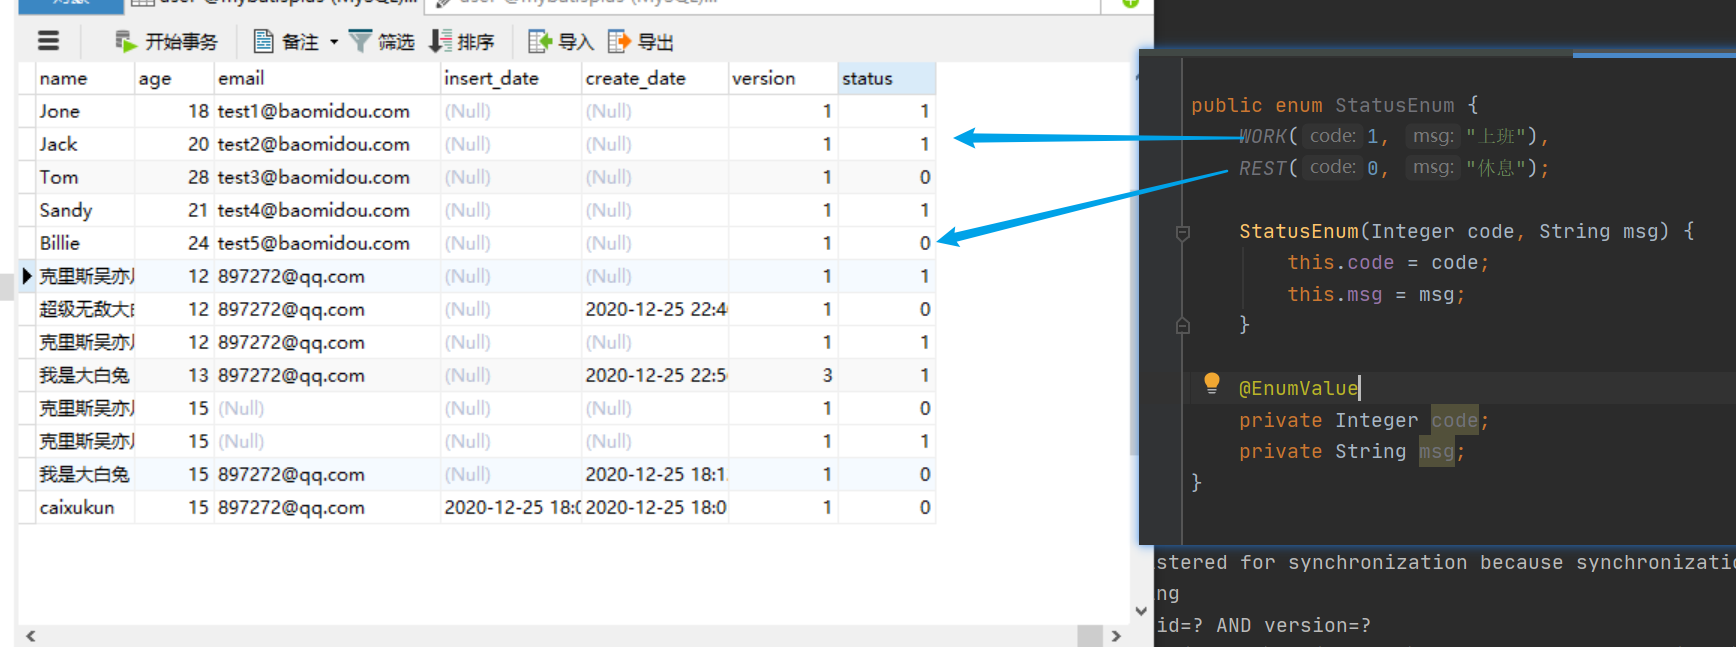 对象 user @mybatisplus (MySQL)... user @mybatisplus (MySQL)...
开始事务 备注 筛选 排序 导入 导出
name age email insert_date create_date version status
Jone 18 test1@baomidou.com (Null) (Null) 1 1
Jack 20 test2@baomidou.com (Null) (Null) 1 1
Tom 28 test3@baomidou.com (Null) (Null) 1 0
Sandy 21 test4@baomidou.com (Null) (Null) 1 1
Billie 24 test5@baomidou.com (Null) (Null) 1 0
克里斯吴亦 12 897272@qq.com (Null) (Null) 1 1
超级无敌大 12 897272@qq.com (Null) 2020-12-25 22:4 1 0
克里斯吴亦 12 897272@qq.com (Null) (Null) 1 1
我是大白兔 13 897272@qq.com (Null) 2020-12-25 22:5 3 1
克里斯吴亦 15 (Null) (Null) (Null) 1 0
克里斯吴亦 15 (Null) (Null) (Null) 1 1
我是大白兔 15 897272@qq.com (Null) 2020-12-25 18:1 1 0
caixukun 15 897272@qq.com 2020-12-25 18:0 2020-12-25 18:0 1 0
public enum StatusEnum {
WORK( code: 1, msg: "上班"),
REST( code: 0, msg: "休息");
StatusEnum(Integer code, String msg) {
this.code = code;
this.msg = msg;
}
@EnumValue
private Integer code;
private String msg;
}
stered for synchronization because synchronizatio
ng
id=? AND version=?